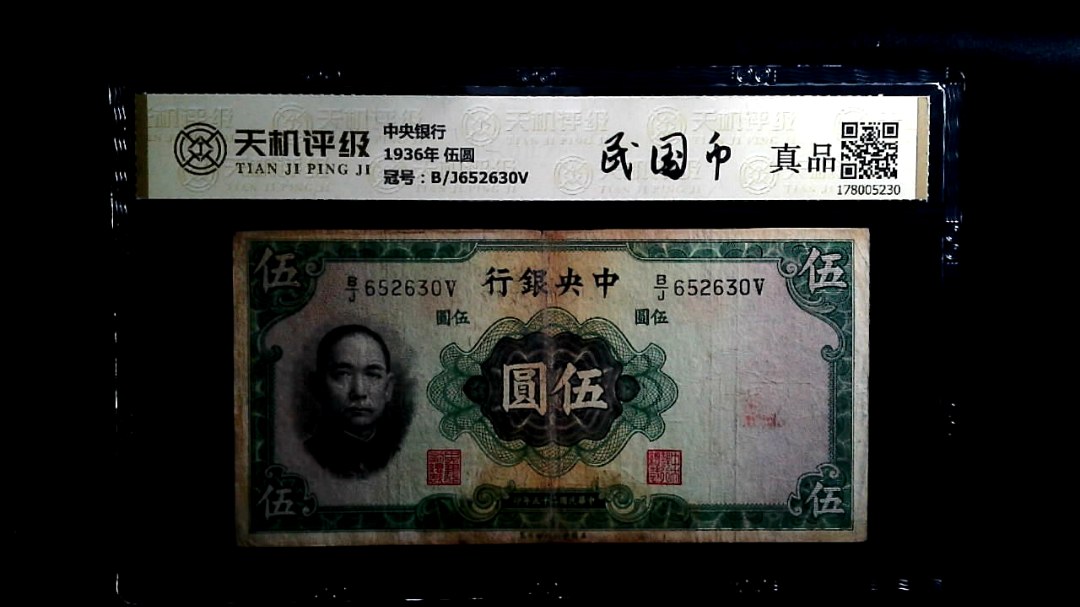 天机评级
TIAN JI PING JI
中央银行
1936年 伍圆
冠号：B/J652630V
民国币
真品
178005230
伍
伍
B/J 652630V
行銀央中
B/J 652630V
圓伍
圓伍
圓伍
伍
伍